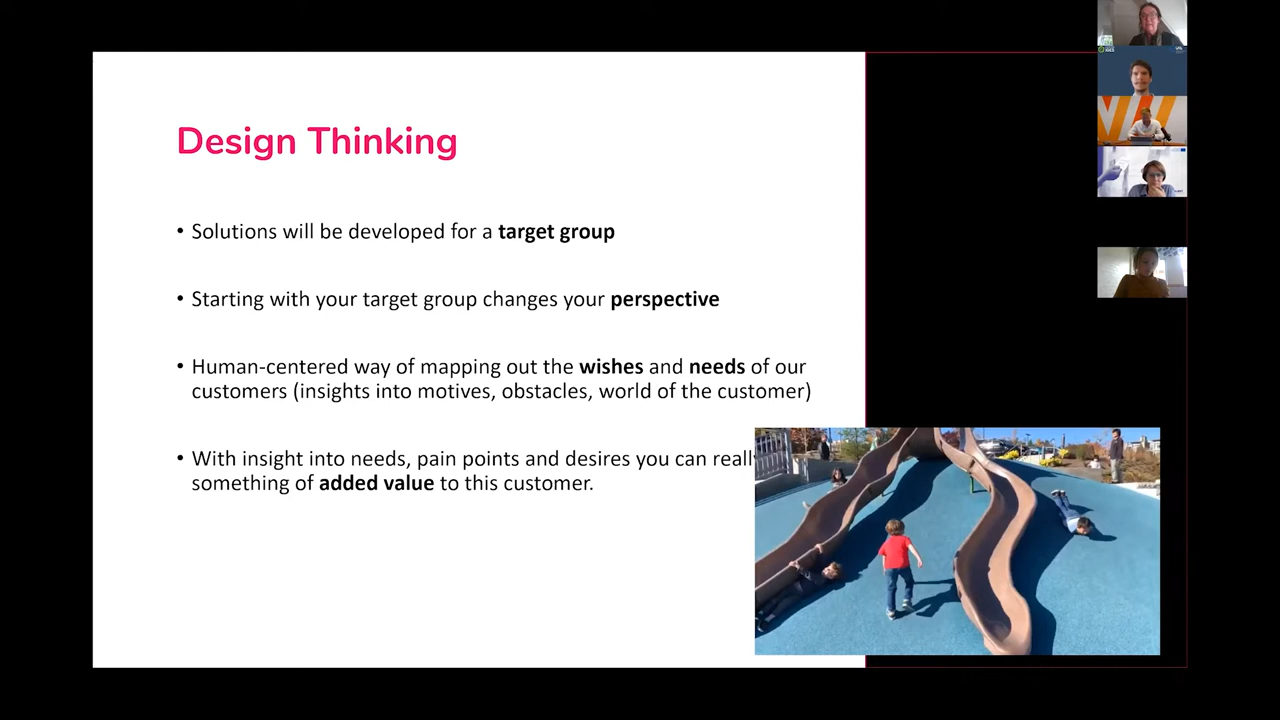 Design Thinking
• Solutions will be developed for a target group
• Starting with your target group changes your perspective
• Human-centered way of mapping out the wishes and needs of our
customers (insights into motives, obstacles, world of the customer)
• With insight into needs, pain points and desires you can reall
something of added value to this customer.